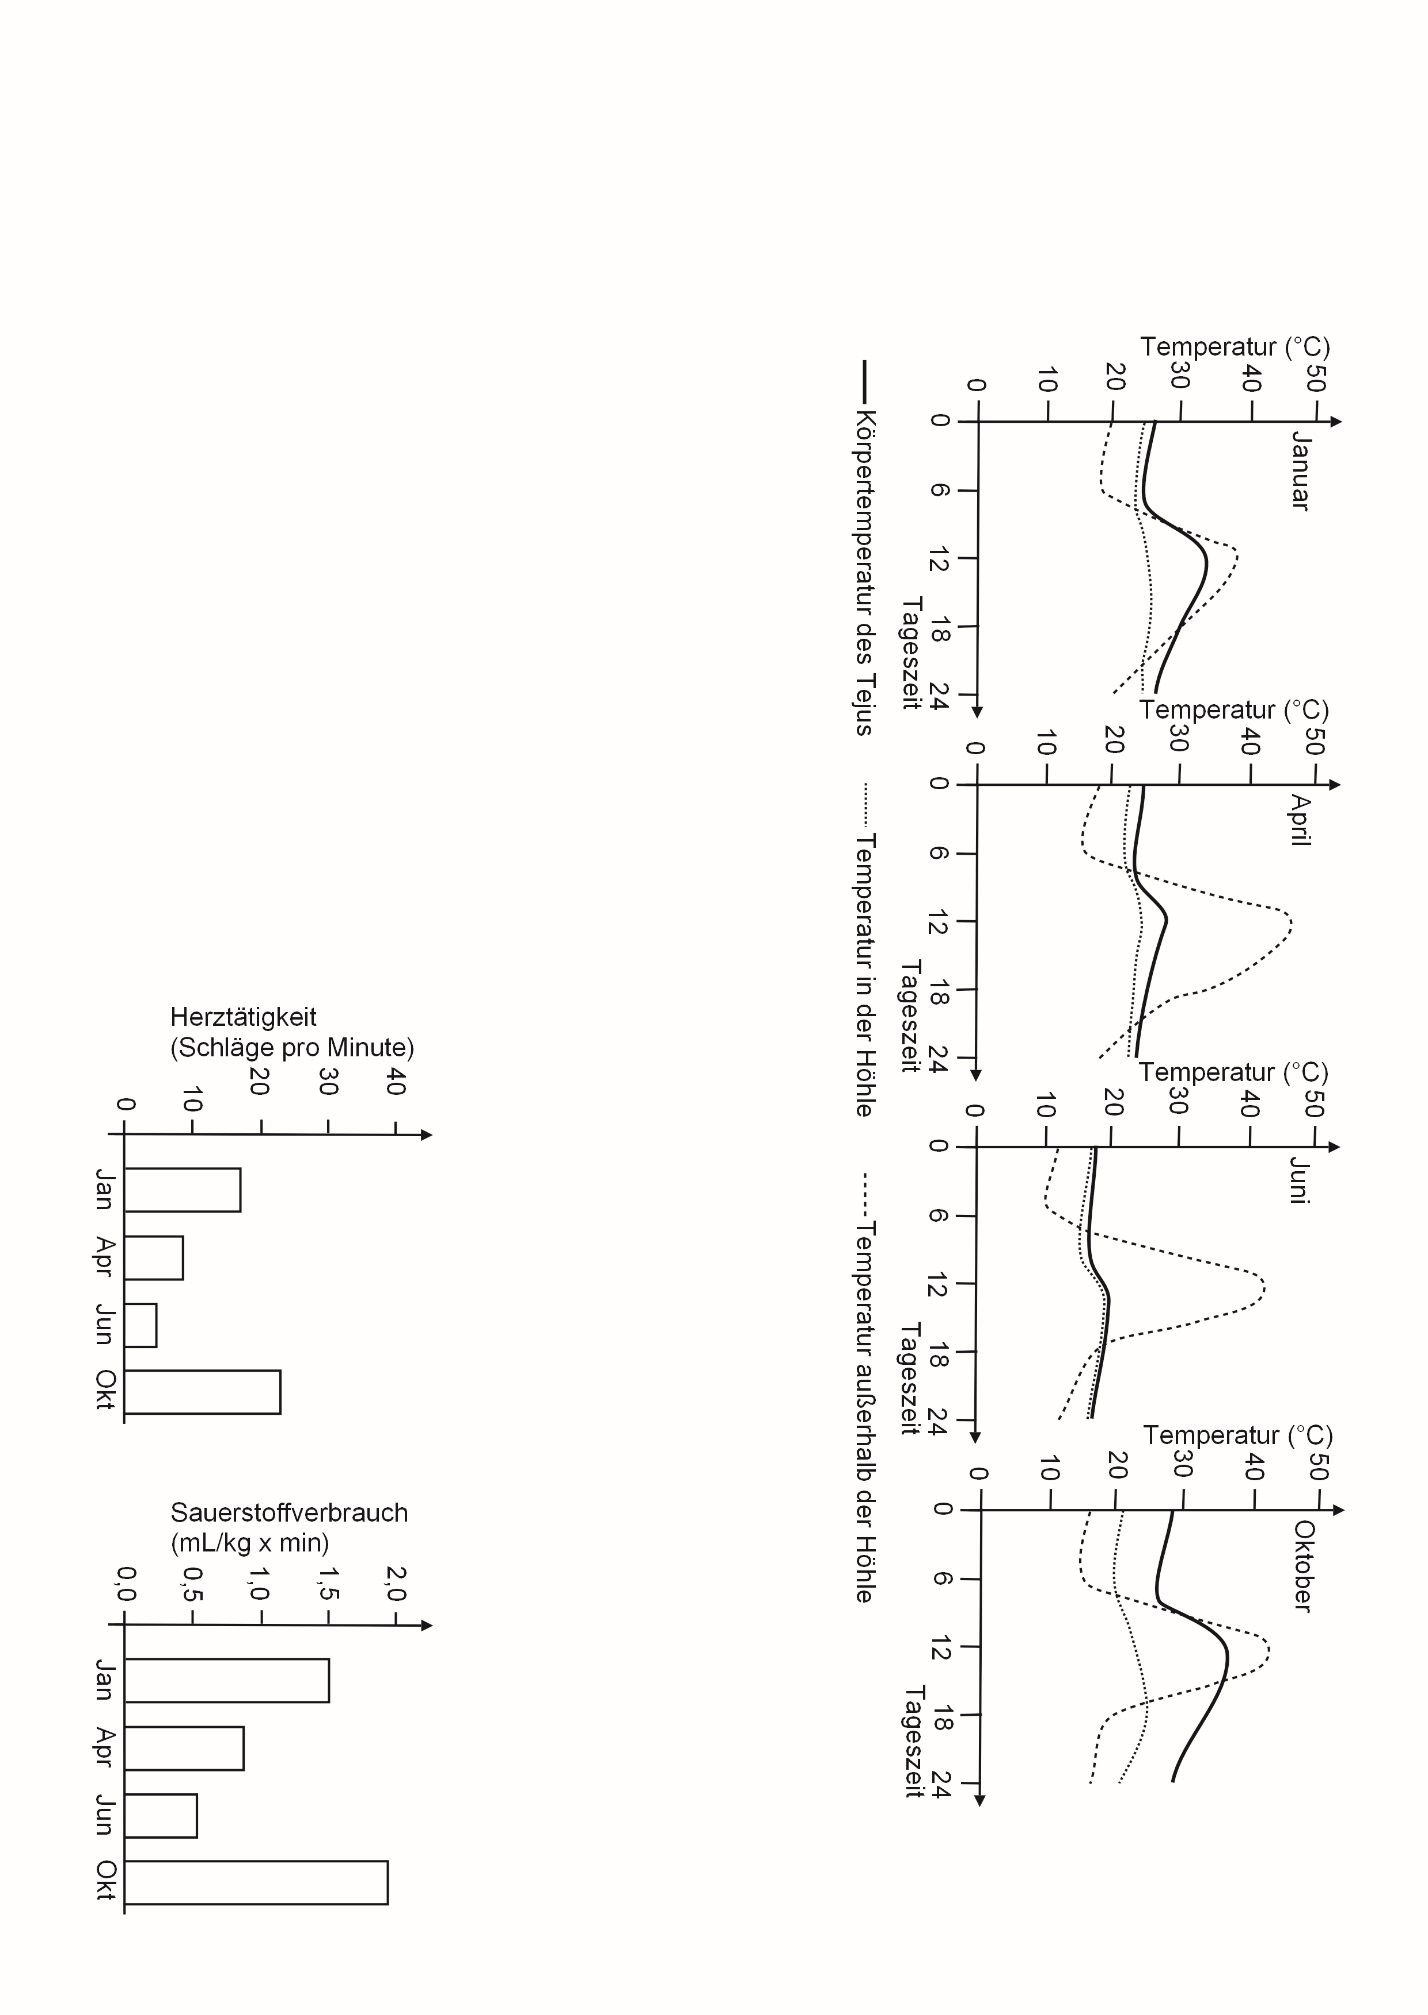 Temperatur (°C)
50
40
30
20
10
0
Januar
0 6 12 18 24
Tageszeit
Temperatur (°C)
50
40
30
20
10
0
April
0 6 12 18 24
Tageszeit
Temperatur (°C)
50
40
30
20
10
0
Juni
0 6 12 18 24
Tageszeit
Temperatur (°C)
50
40
30
20
10
0
Oktober
0 6 12 18 24
Tageszeit
Körpertemperatur des Tejus Temperatur in der Höhle Temperatur außerhalb der Höhle
Herztätigkeit
(Schläge pro Minute)
40
30
20
10
0
Jan Apr Jun Okt
Sauerstoffverbrauch
(mL/kg x min)
2,0
1,5
1,0
0,5
0,0
Jan Apr Jun Okt